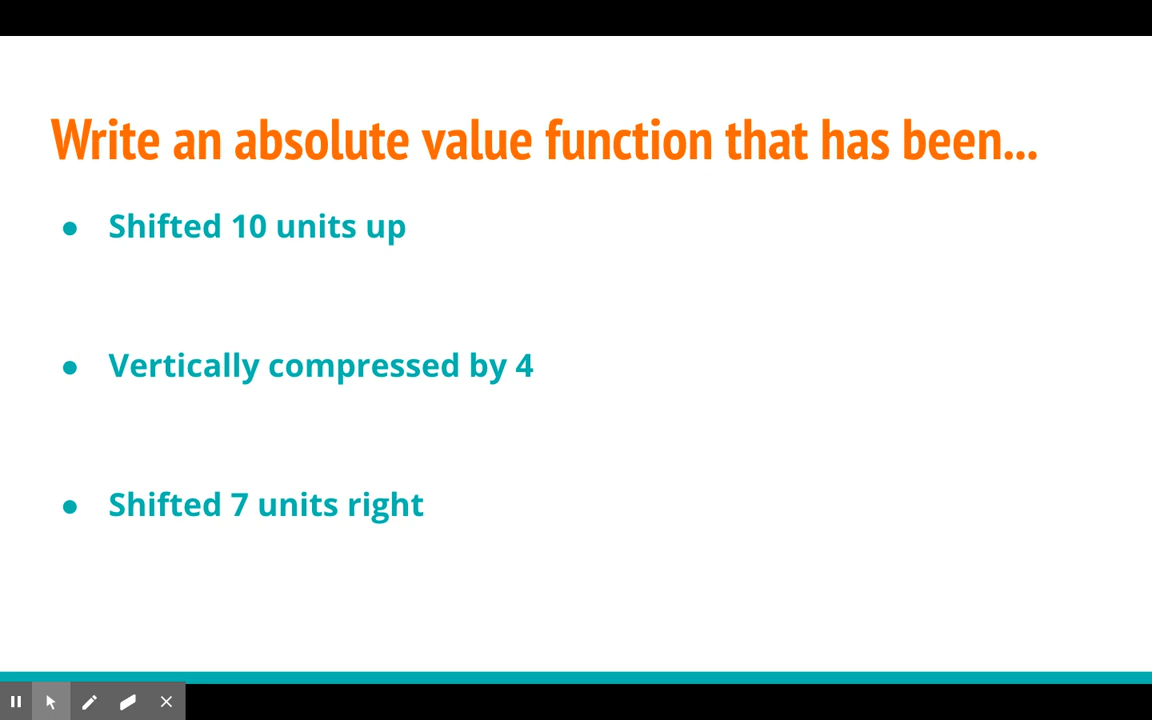 Write an absolute value function that has been...
● Shifted 10 units up
● Vertically compressed by 4
● Shifted 7 units right